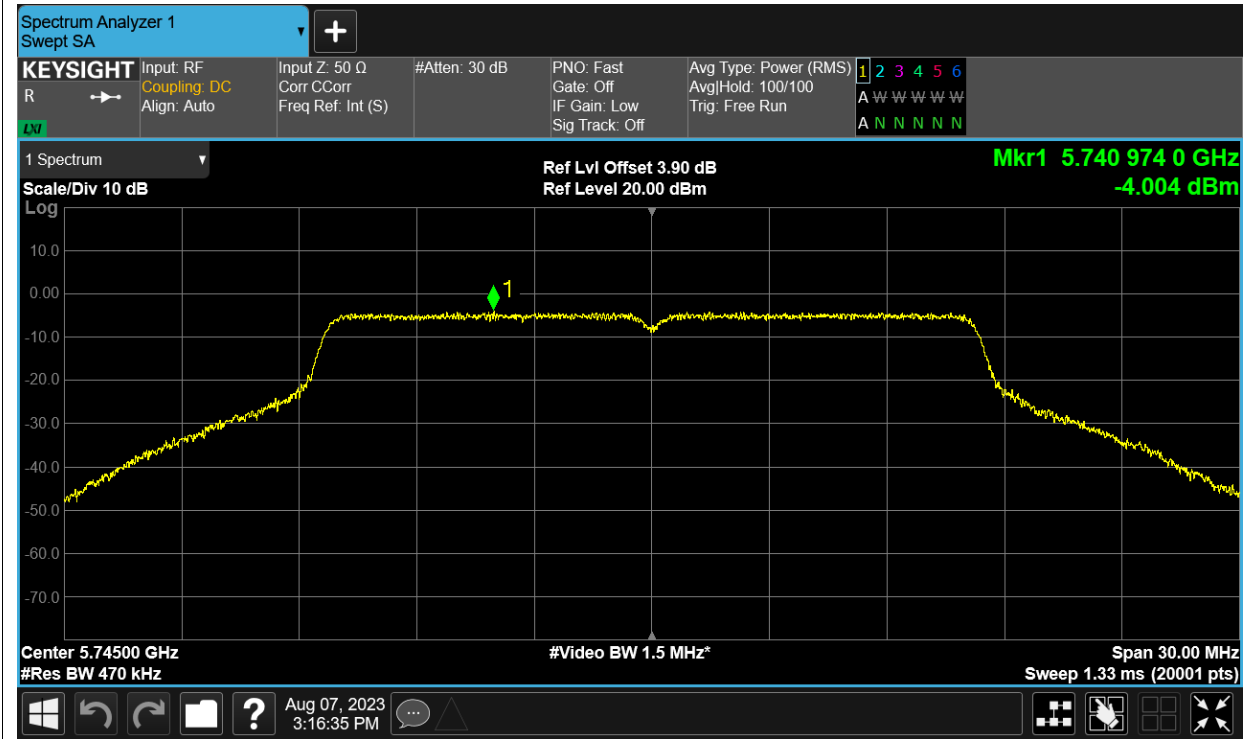 Spectrum Analyzer 1
Swept SA
KEYSIGHT
R
LXI
Input: RF
Coupling: DC
Align: Auto
Input Z: 50 Ω
Corr CCorr
Freq Ref: Int (S)
#Atten: 30 dB
PNO: Fast
Gate: Off
IF Gain: Low
Sig Track: Off
Avg Type: Power (RMS)
Avg|Hold: 100/100
Trig: Free Run
1 2 3 4 5 6
A W W W W W
A N N N N N
1 Spectrum
Scale/Div 10 dB
Log
Ref Lvl Offset 3.90 dB
Ref Level 20.00 dBm
Mkr1 5.740 974 0 GHz
-4.004 dBm
10.0
0.00
1
-10.0
-20.0
-30.0
-40.0
-50.0
-60.0
-70.0
Center 5.74500 GHz
#Video BW 1.5 MHz*
Span 30.00 MHz
#Res BW 470 kHz
Sweep 1.33 ms (20001 pts)
?
Aug 07, 2023
3:16:35 PM